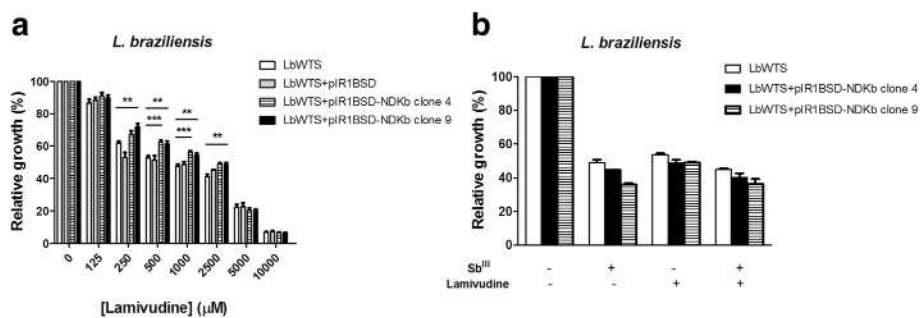 a
L. braziliensis
LbWTS
LbWTS+pIR1BSD
LbWTS+pIR1BSD-NDKb clone 4
LbWTS+pIR1BSD-NDKb clone 9
Relative growth (%)
100
80
60
40
20
0
** ** ** **
*** ***
0 125 250 500 1000 2500 5000 10000
[Lamivudine] (µM)
b
L. braziliensis
LbWTS
LbWTS+pIR1BSD-NDKb clone 4
LbWTS+pIR1BSD-NDKb clone 9
Relative growth (%)
100
80
60
40
20
0
Sb^III - + - +
Lamivudine - - + +